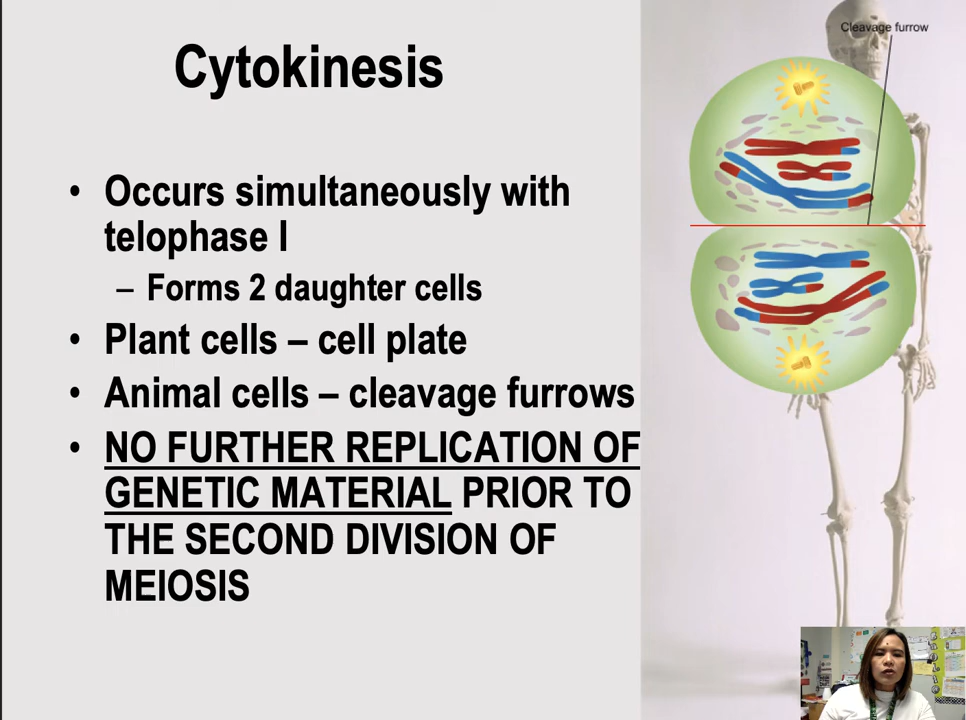 Cytokinesis
Cleavage furrow
• Occurs simultaneously with
telophase I
– Forms 2 daughter cells
• Plant cells – cell plate
• Animal cells – cleavage furrows
• NO FURTHER REPLICATION OF
GENETIC MATERIAL PRIOR TO
THE SECOND DIVISION OF
MEIOSIS